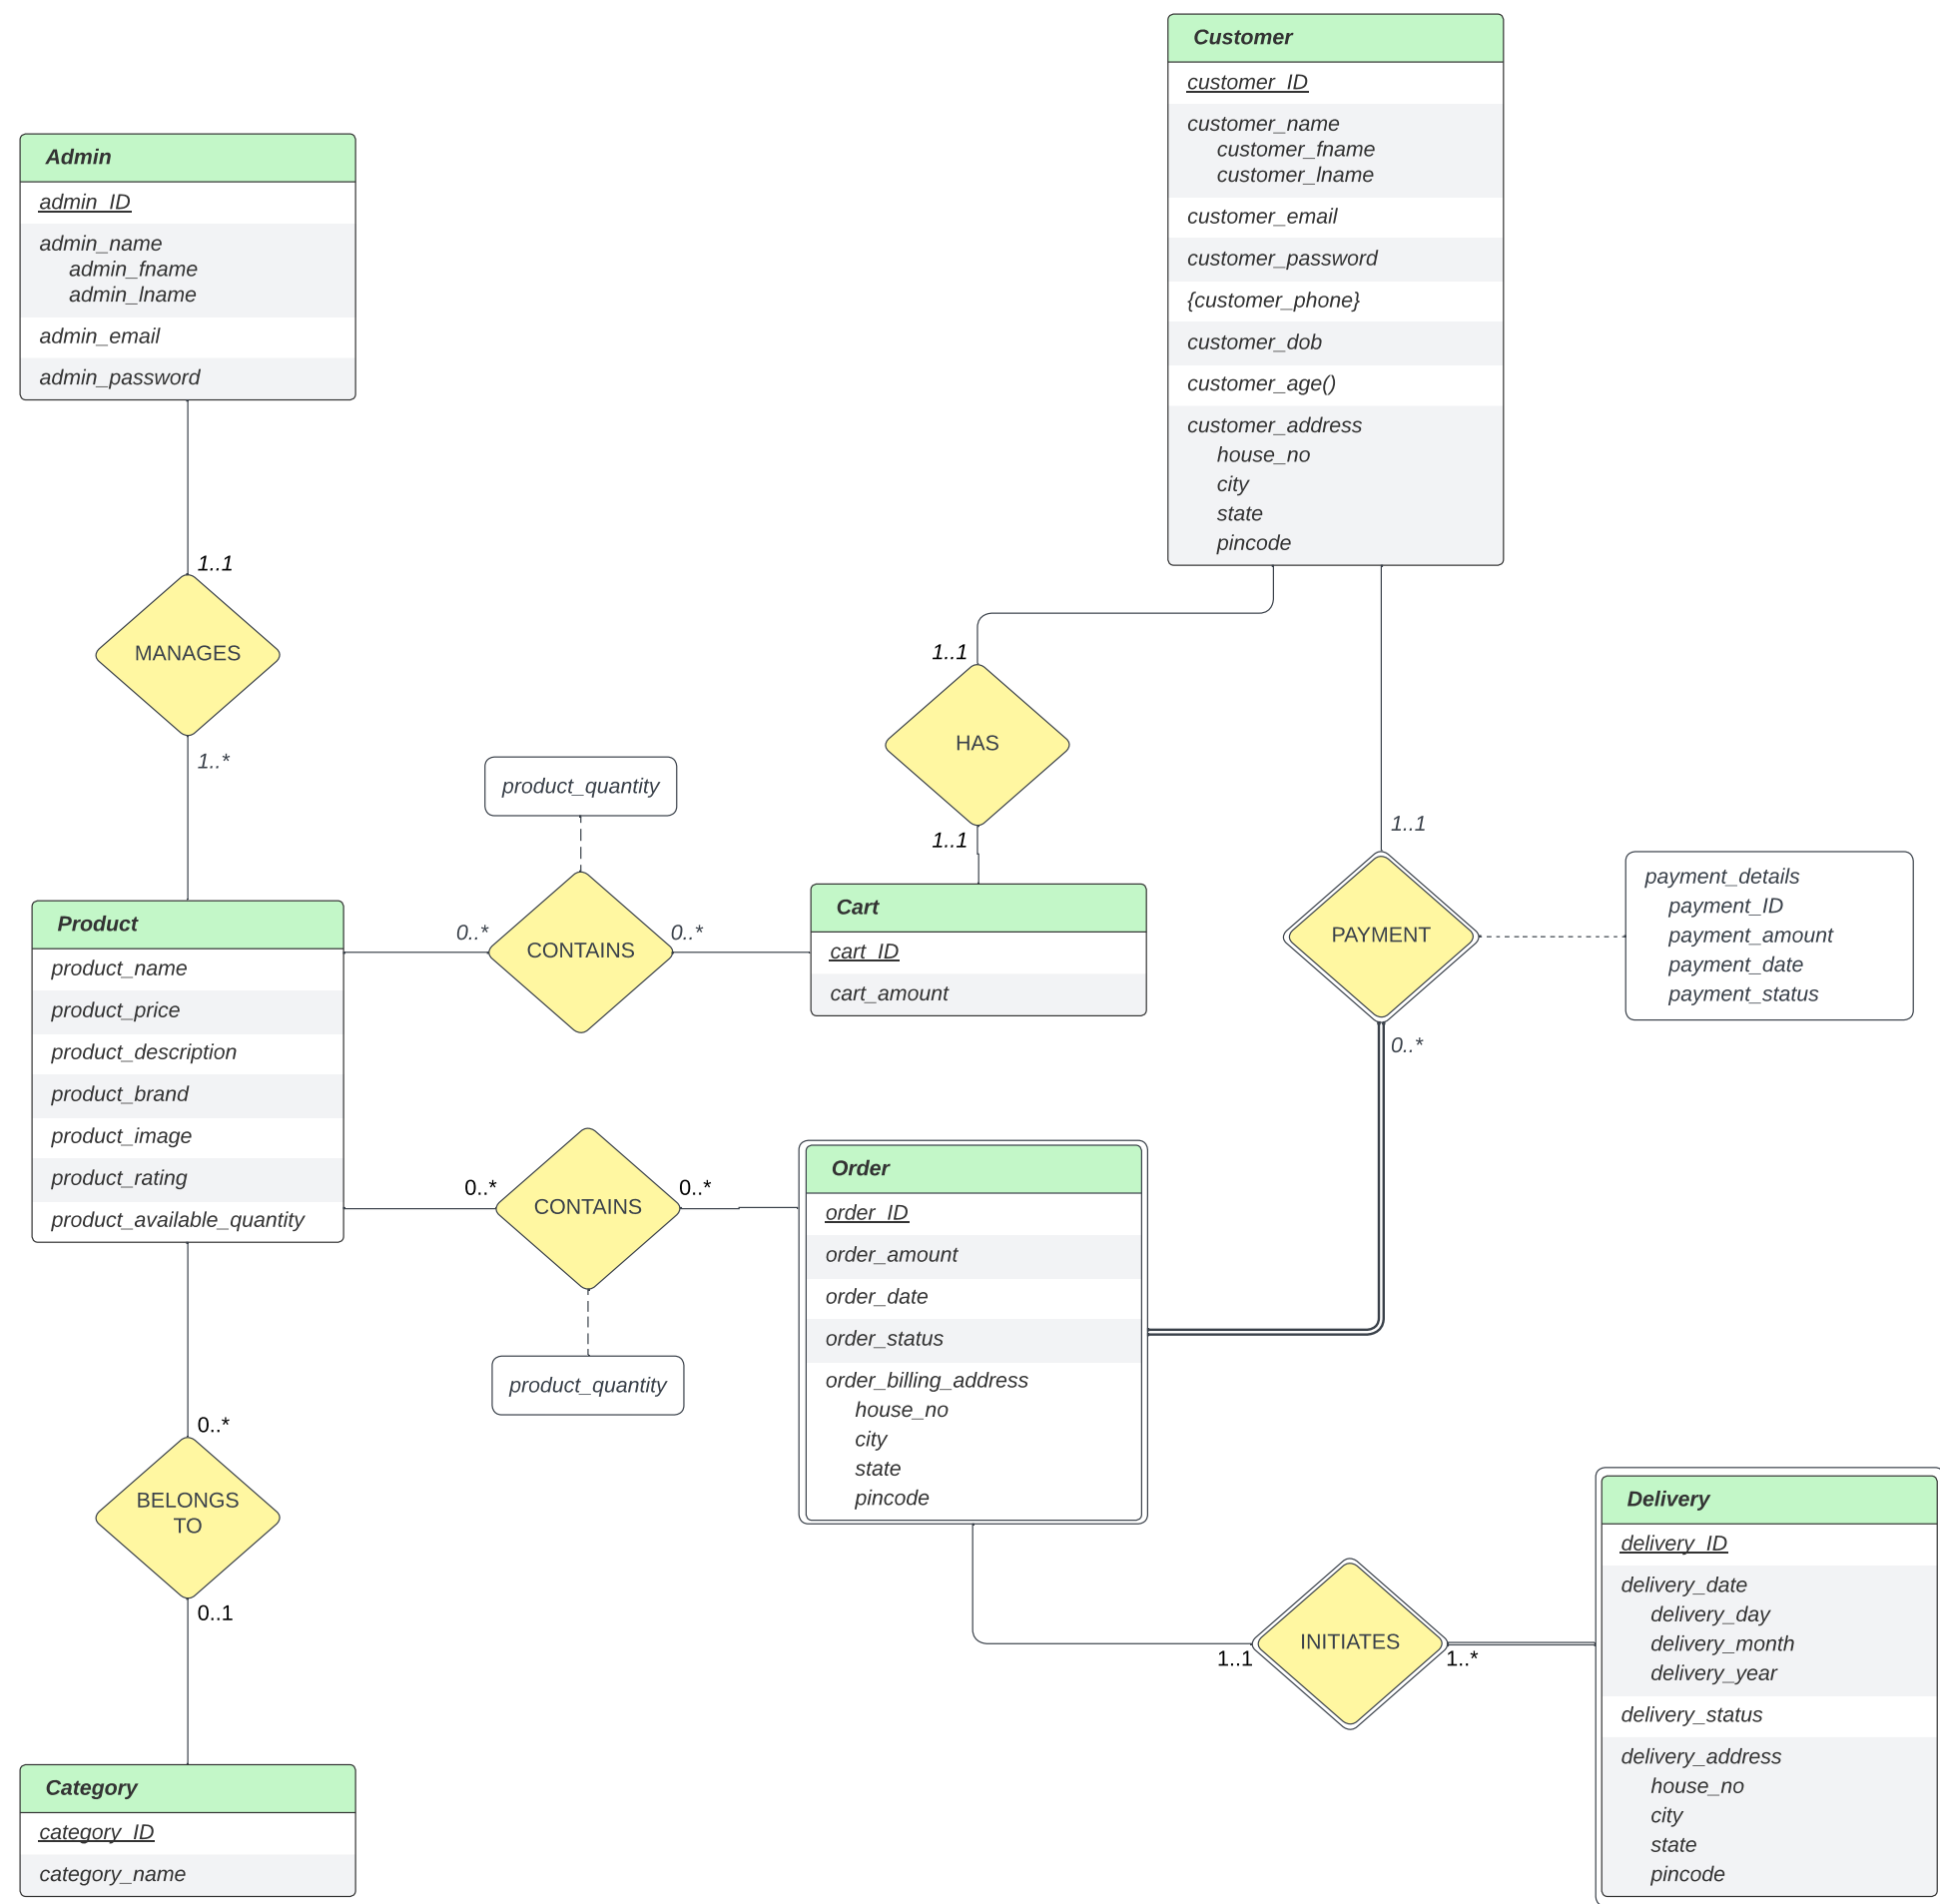 Customer
customer_ID
customer_name
customer_fname
customer_lname
customer_email
customer_password
{customer_phone}
customer_dob
customer_age()
customer_address
house_no
city
state
pincode
Admin
admin_ID
admin_name
admin_fname
admin_lname
admin_email
admin_password
1..1
MANAGES
1..*
1..1
HAS
1..1
product_quantity
0..*
CONTAINS
0..*
1..1
PAYMENT
0..*
payment_details
payment_ID
payment_amount
payment_date
payment_status
Product
product_name
product_price
product_description
product_brand
product_image
product_rating
product_available_quantity
Cart
cart_ID
cart_amount
0..*
CONTAINS
0..*
product_quantity
Order
order_ID
order_amount
order_date
order_status
order_billing_address
house_no
city
state
pincode
0..*
BELONGS
TO
0..1
1..1
INITIATES
1..*
Delivery
delivery_ID
delivery_date
delivery_day
delivery_month
delivery_year
delivery_status
delivery_address
house_no
city
state
pincode
Category
category_ID
category_name